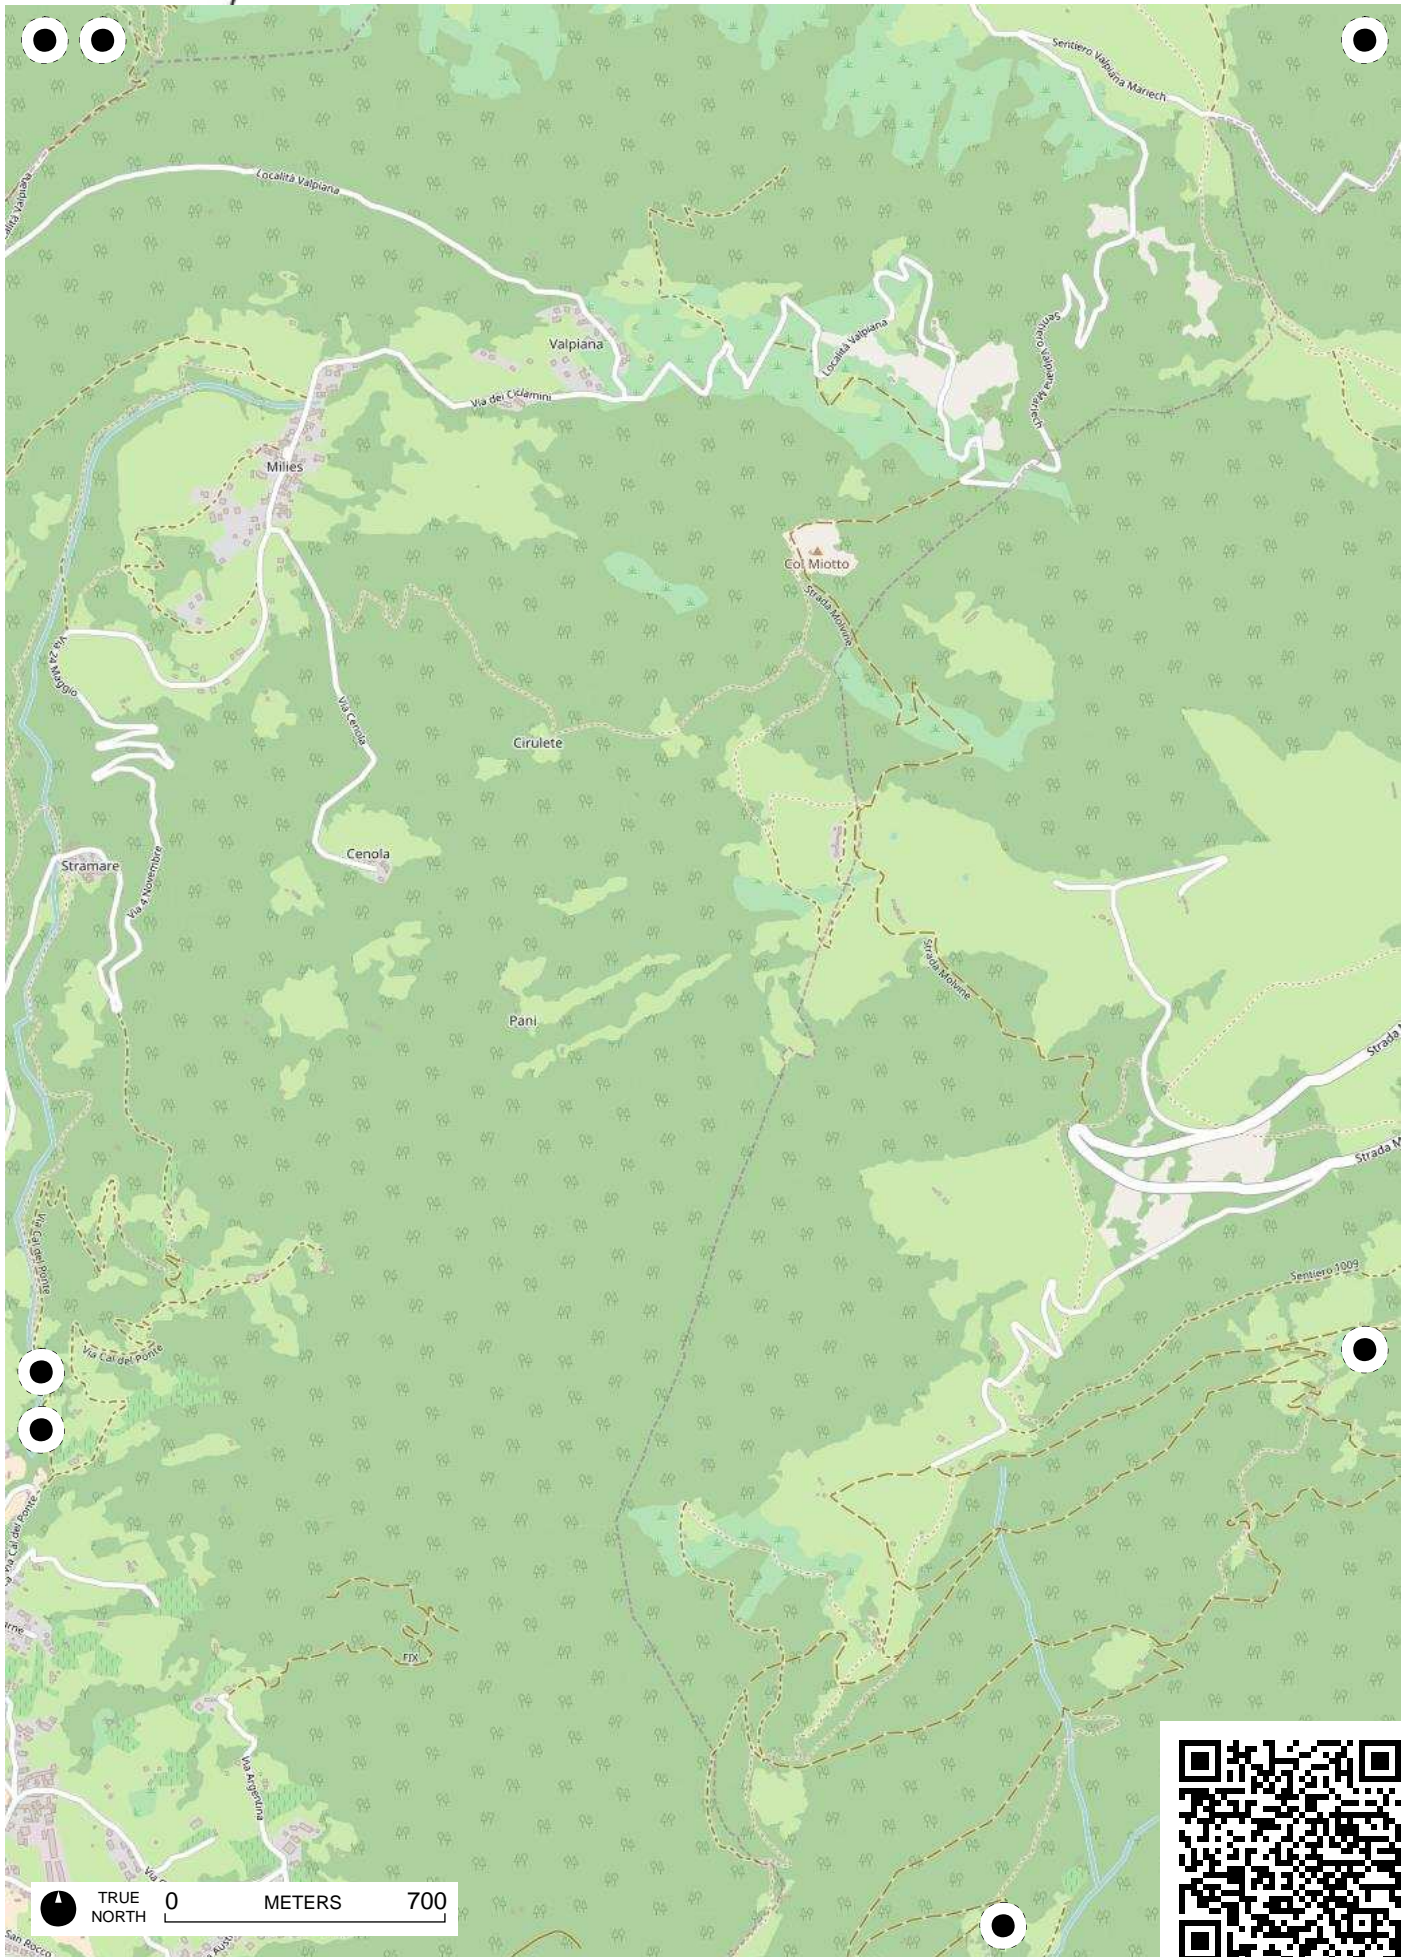 Sentiero Valpiana Mariech
Località Valpiana
Valpiana
Località Valpiana
Sentiero Valpiana Mariech
Via dei Ciclamini
Milies
Col Miotto
Strada Molvine
Via 24 Maggio
Via Cenola
Cirulete
Cenola
Stramare
Via 4 Novembre
Strada Molvine
Pani
Strada
Strada
Via Cal del Ponte
Sentiero 1009
Via Cal del Ponte
Via Cal del Ponte
FIX
Via Argentina
TRUE NORTH
0 METERS 700
San Rocco